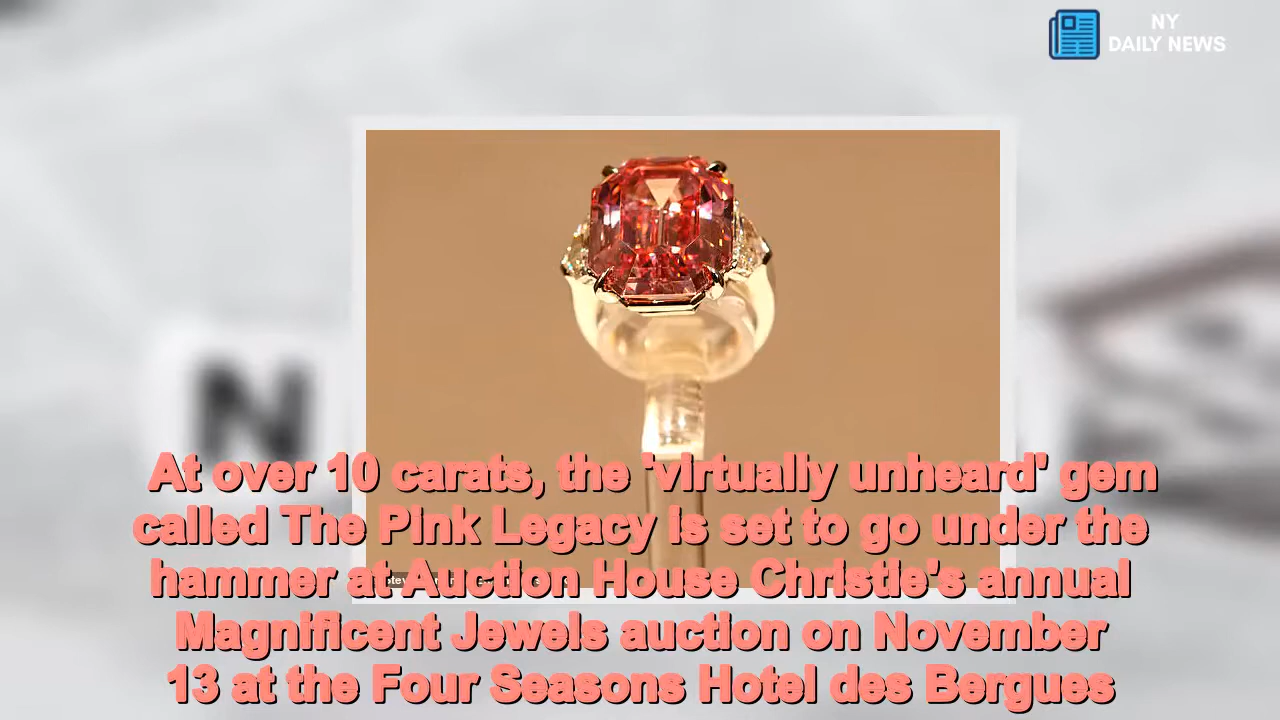 NY
DAILY NEWS
N
At over 10 carats, the 'virtually unheard' gem
called The Pink Legacy is set to go under the
hammer at Auction House Christie's annual
Magnificent Jewels auction on November
13 at the Four Seasons Hotel des Bergues